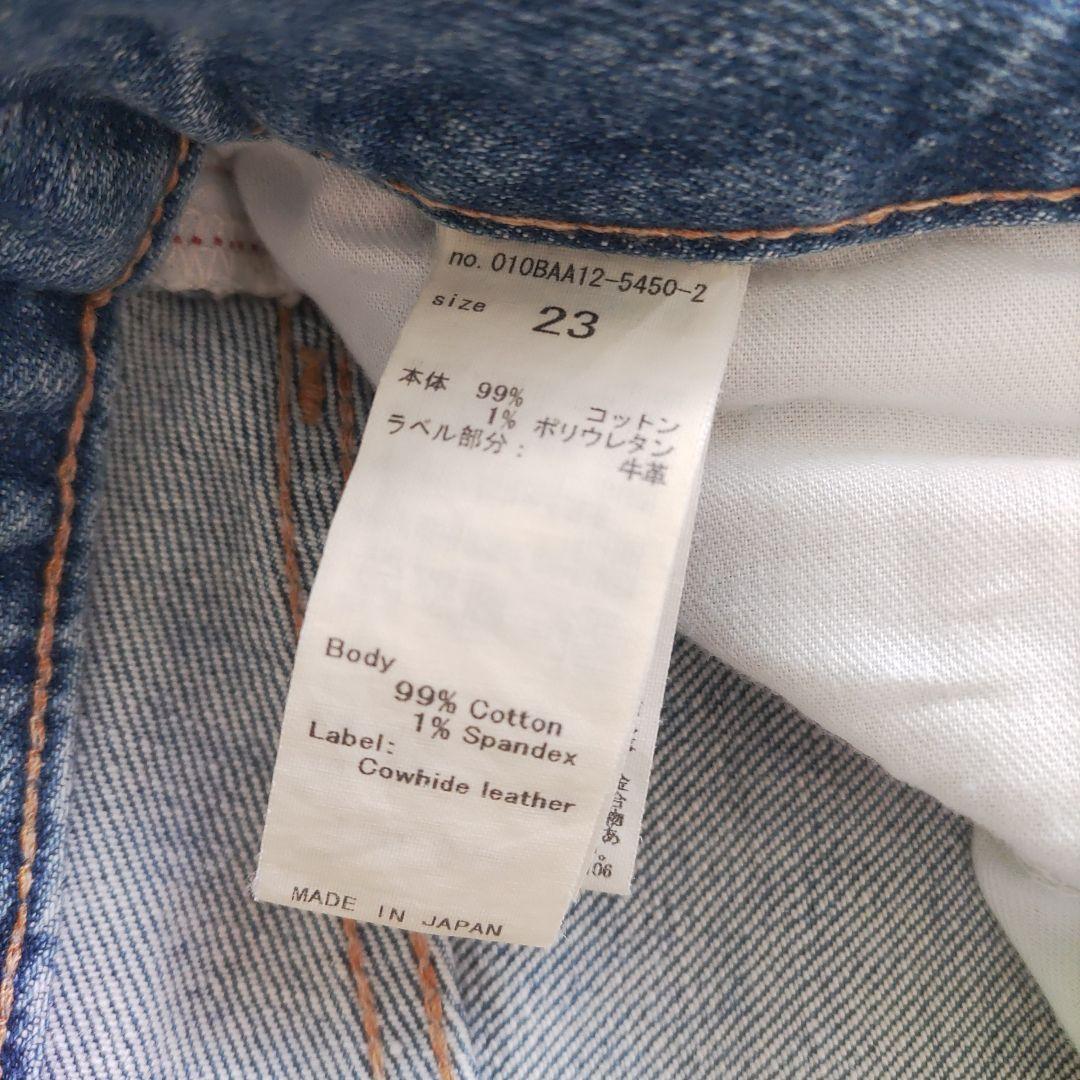 no. 010BAA12-5450-2
size 23
本体 99% コットン
1% ポリウレタン
ラベル部分: 牛革
Body
99% Cotton
1% Spandex
Label:
Cowhide leather
MADE IN JAPAN
06